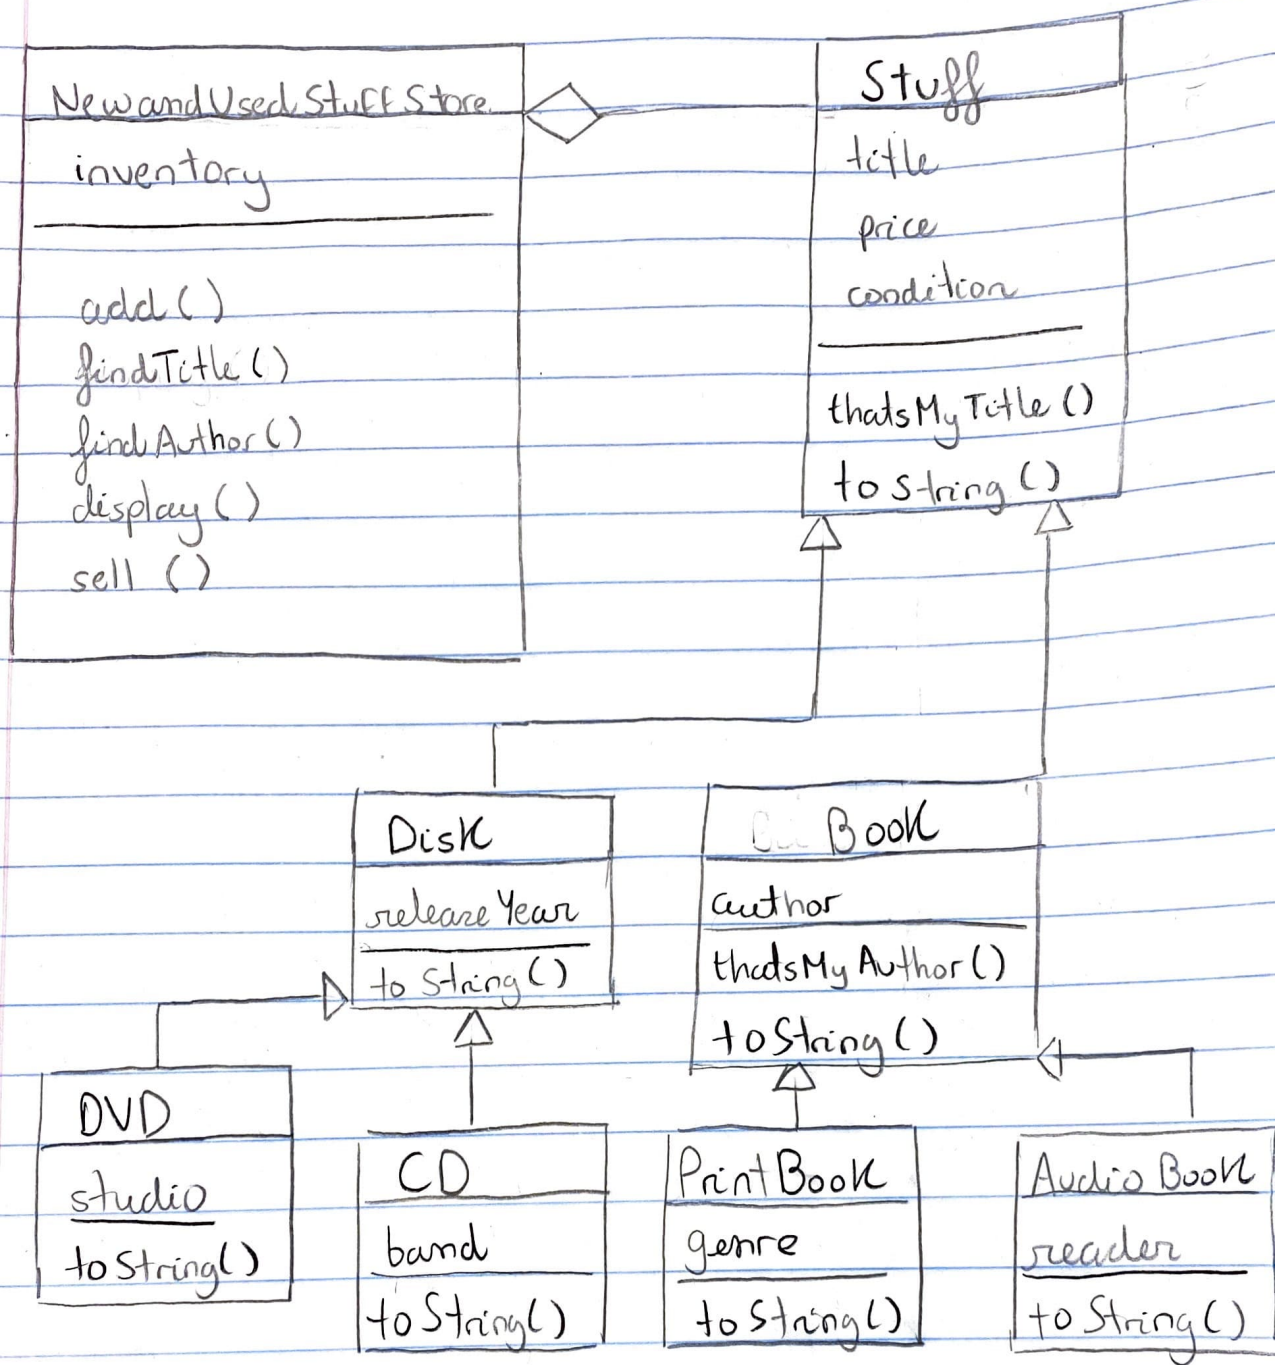 NewandUsedStuffStore
inventory
add()
findTitle()
findAuthor()
display()
sell ()
Stuff
title
price
condition
thatsMyTitle()
toString()
Disk
releaseYear
toString()
Book
author
thatsMyAuthor()
toString()
DVD
studio
toString()
CD
band
toString()
PrintBook
genre
toString()
AudioBook
reader
toString()